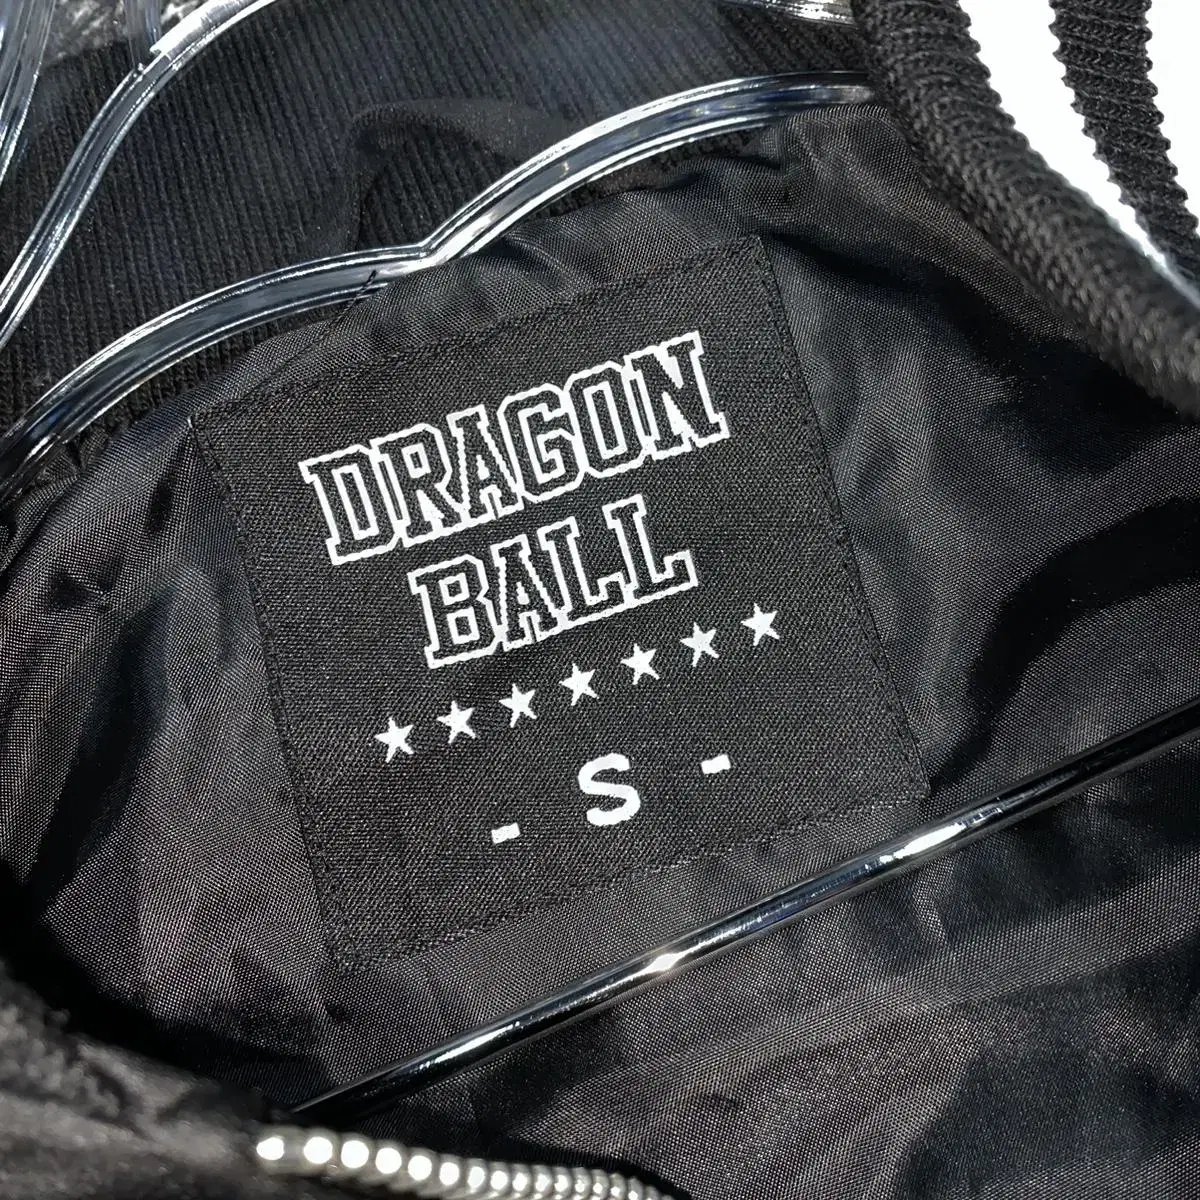 DRAGON
BALL
★★★★★★★
- S -